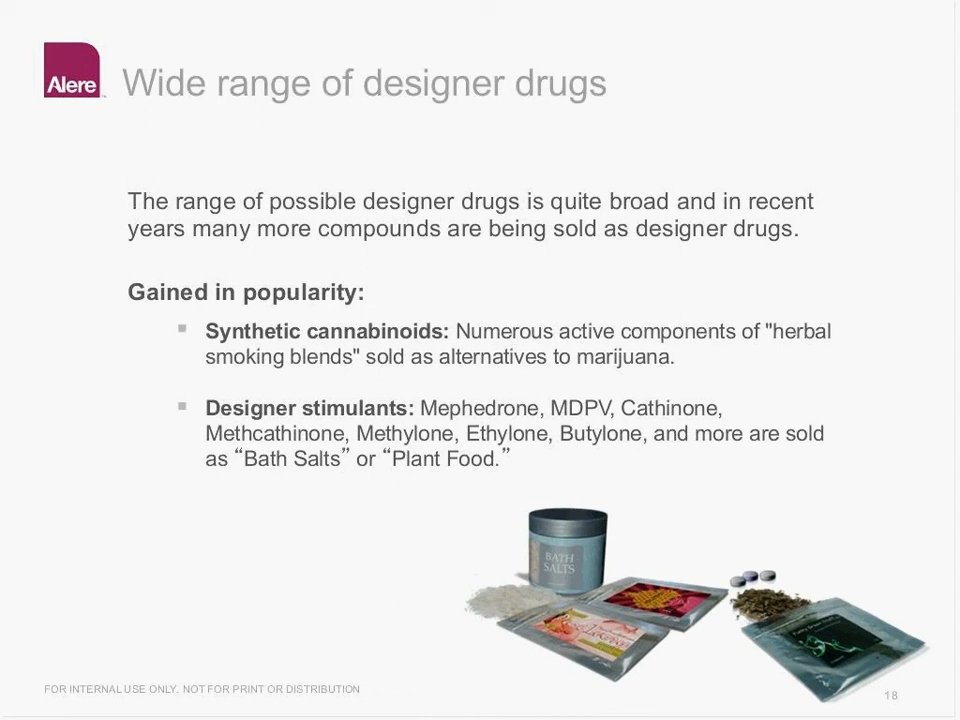 Alere
Wide range of designer drugs
The range of possible designer drugs is quite broad and in recent
years many more compounds are being sold as designer drugs.
Gained in popularity:
▪ Synthetic cannabinoids: Numerous active components of "herbal
smoking blends" sold as alternatives to marijuana.
▪ Designer stimulants: Mephedrone, MDPV, Cathinone,
Methcathinone, Methylone, Ethylone, Butylone, and more are sold
as “Bath Salts” or “Plant Food.”
BATH
SALTS
FOR INTERNAL USE ONLY. NOT FOR PRINT OR DISTRIBUTION
18